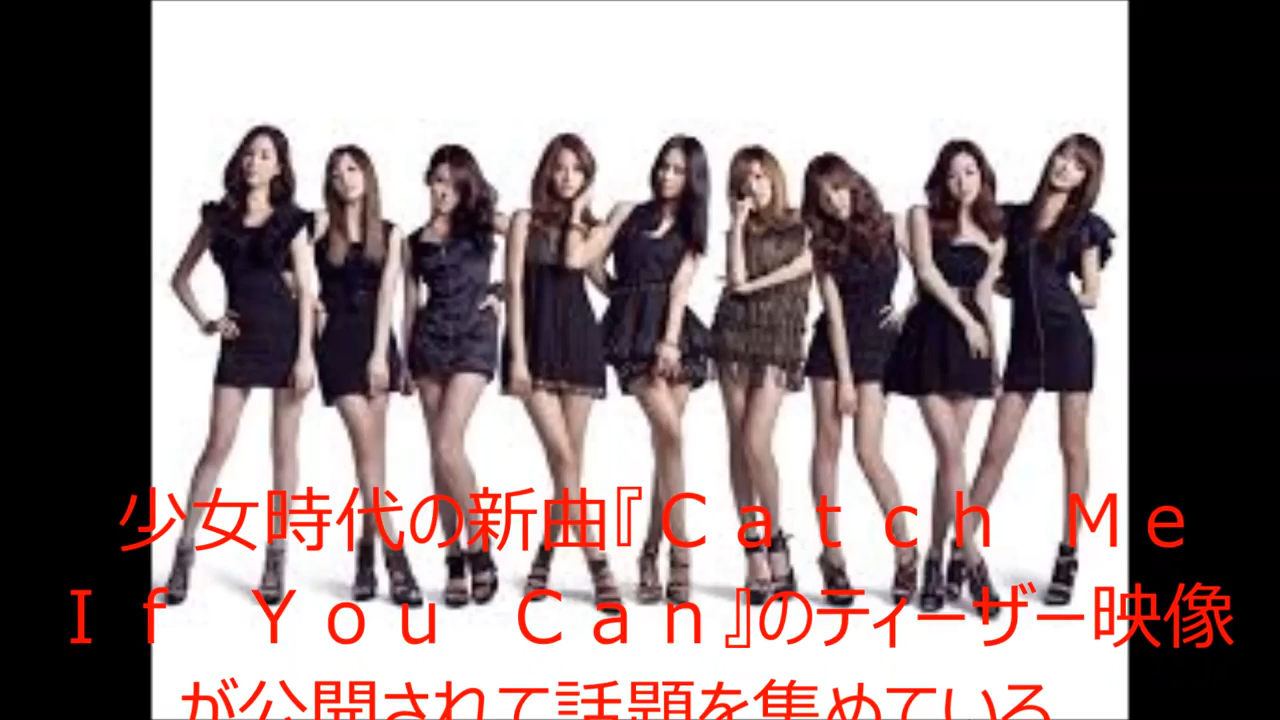 少女時代の新曲『Ｃａｔｃｈ　Ｍｅ
Ｉｆ　Ｙｏｕ　Ｃａｎ』のティーザー映像
が公開されて話題を集めている